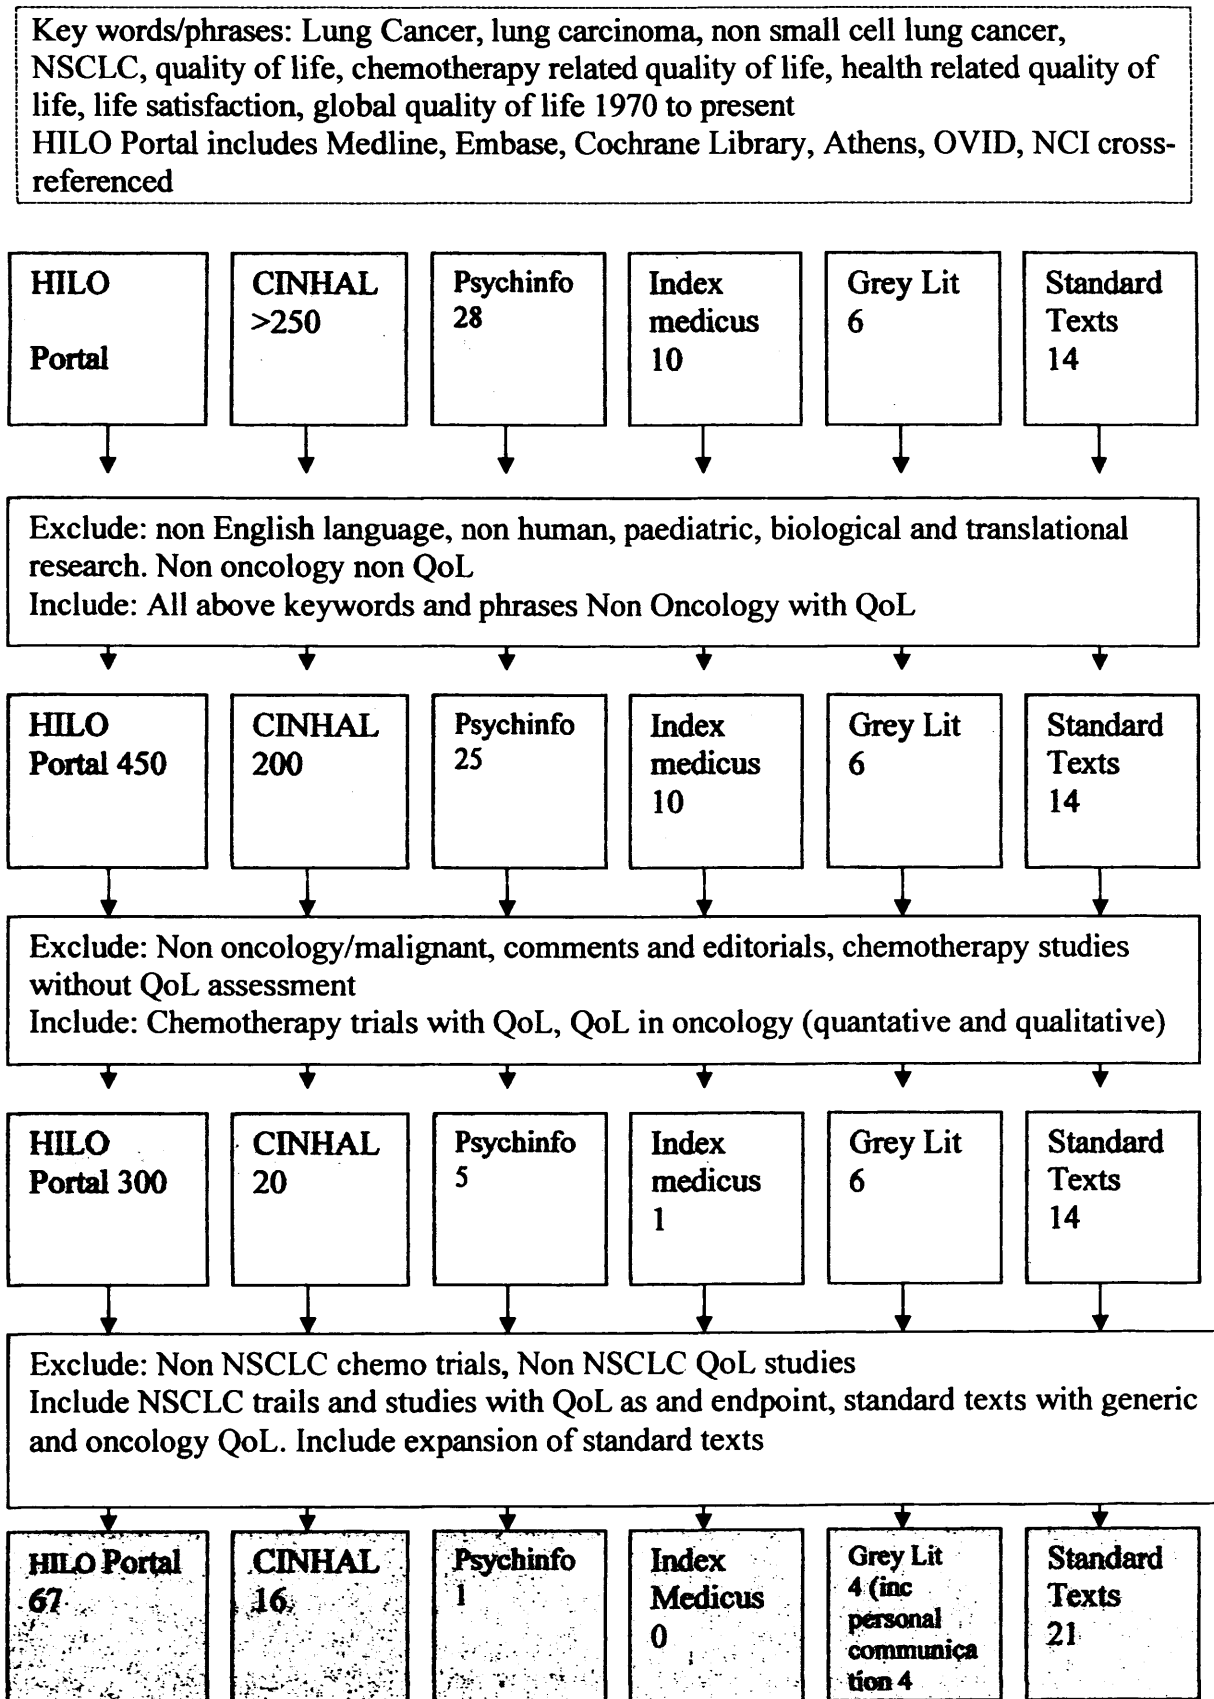 Key words/phrases: Lung Cancer, lung carcinoma, non small cell lung cancer,
NSCLC, quality of life, chemotherapy related quality of life, health related quality of
life, life satisfaction, global quality of life 1970 to present
HILO Portal includes Medline, Embase, Cochrane Library, Athens, OVID, NCI cross-
referenced
HILO
Portal
CINHAL
>250
Psychinfo
28
Index
medicus
10
Grey Lit
6
Standard
Texts
14
Exclude: non English language, non human, paediatric, biological and translational
research. Non oncology non QoL
Include: All above keywords and phrases Non Oncology with QoL
HILO
Portal 450
CINHAL
200
Psychinfo
25
Index
medicus
10
Grey Lit
6
Standard
Texts
14
Exclude: Non oncology/malignant, comments and editorials, chemotherapy studies
without QoL assessment
Include: Chemotherapy trials with QoL, QoL in oncology (quantative and qualitative)
HILO
Portal 300
CINHAL
20
Psychinfo
5
Index
medicus
1
Grey Lit
6
Standard
Texts
14
Exclude: Non NSCLC chemo trials, Non NSCLC QoL studies
Include NSCLC trails and studies with QoL as and endpoint, standard texts with generic
and oncology QoL. Include expansion of standard texts
HILO Portal
67
CINHAL
16
Psychinfo
1
Index
Medicus
0
Grey Lit
4 (inc
personal
communica
tion 4
Standard
Texts
21